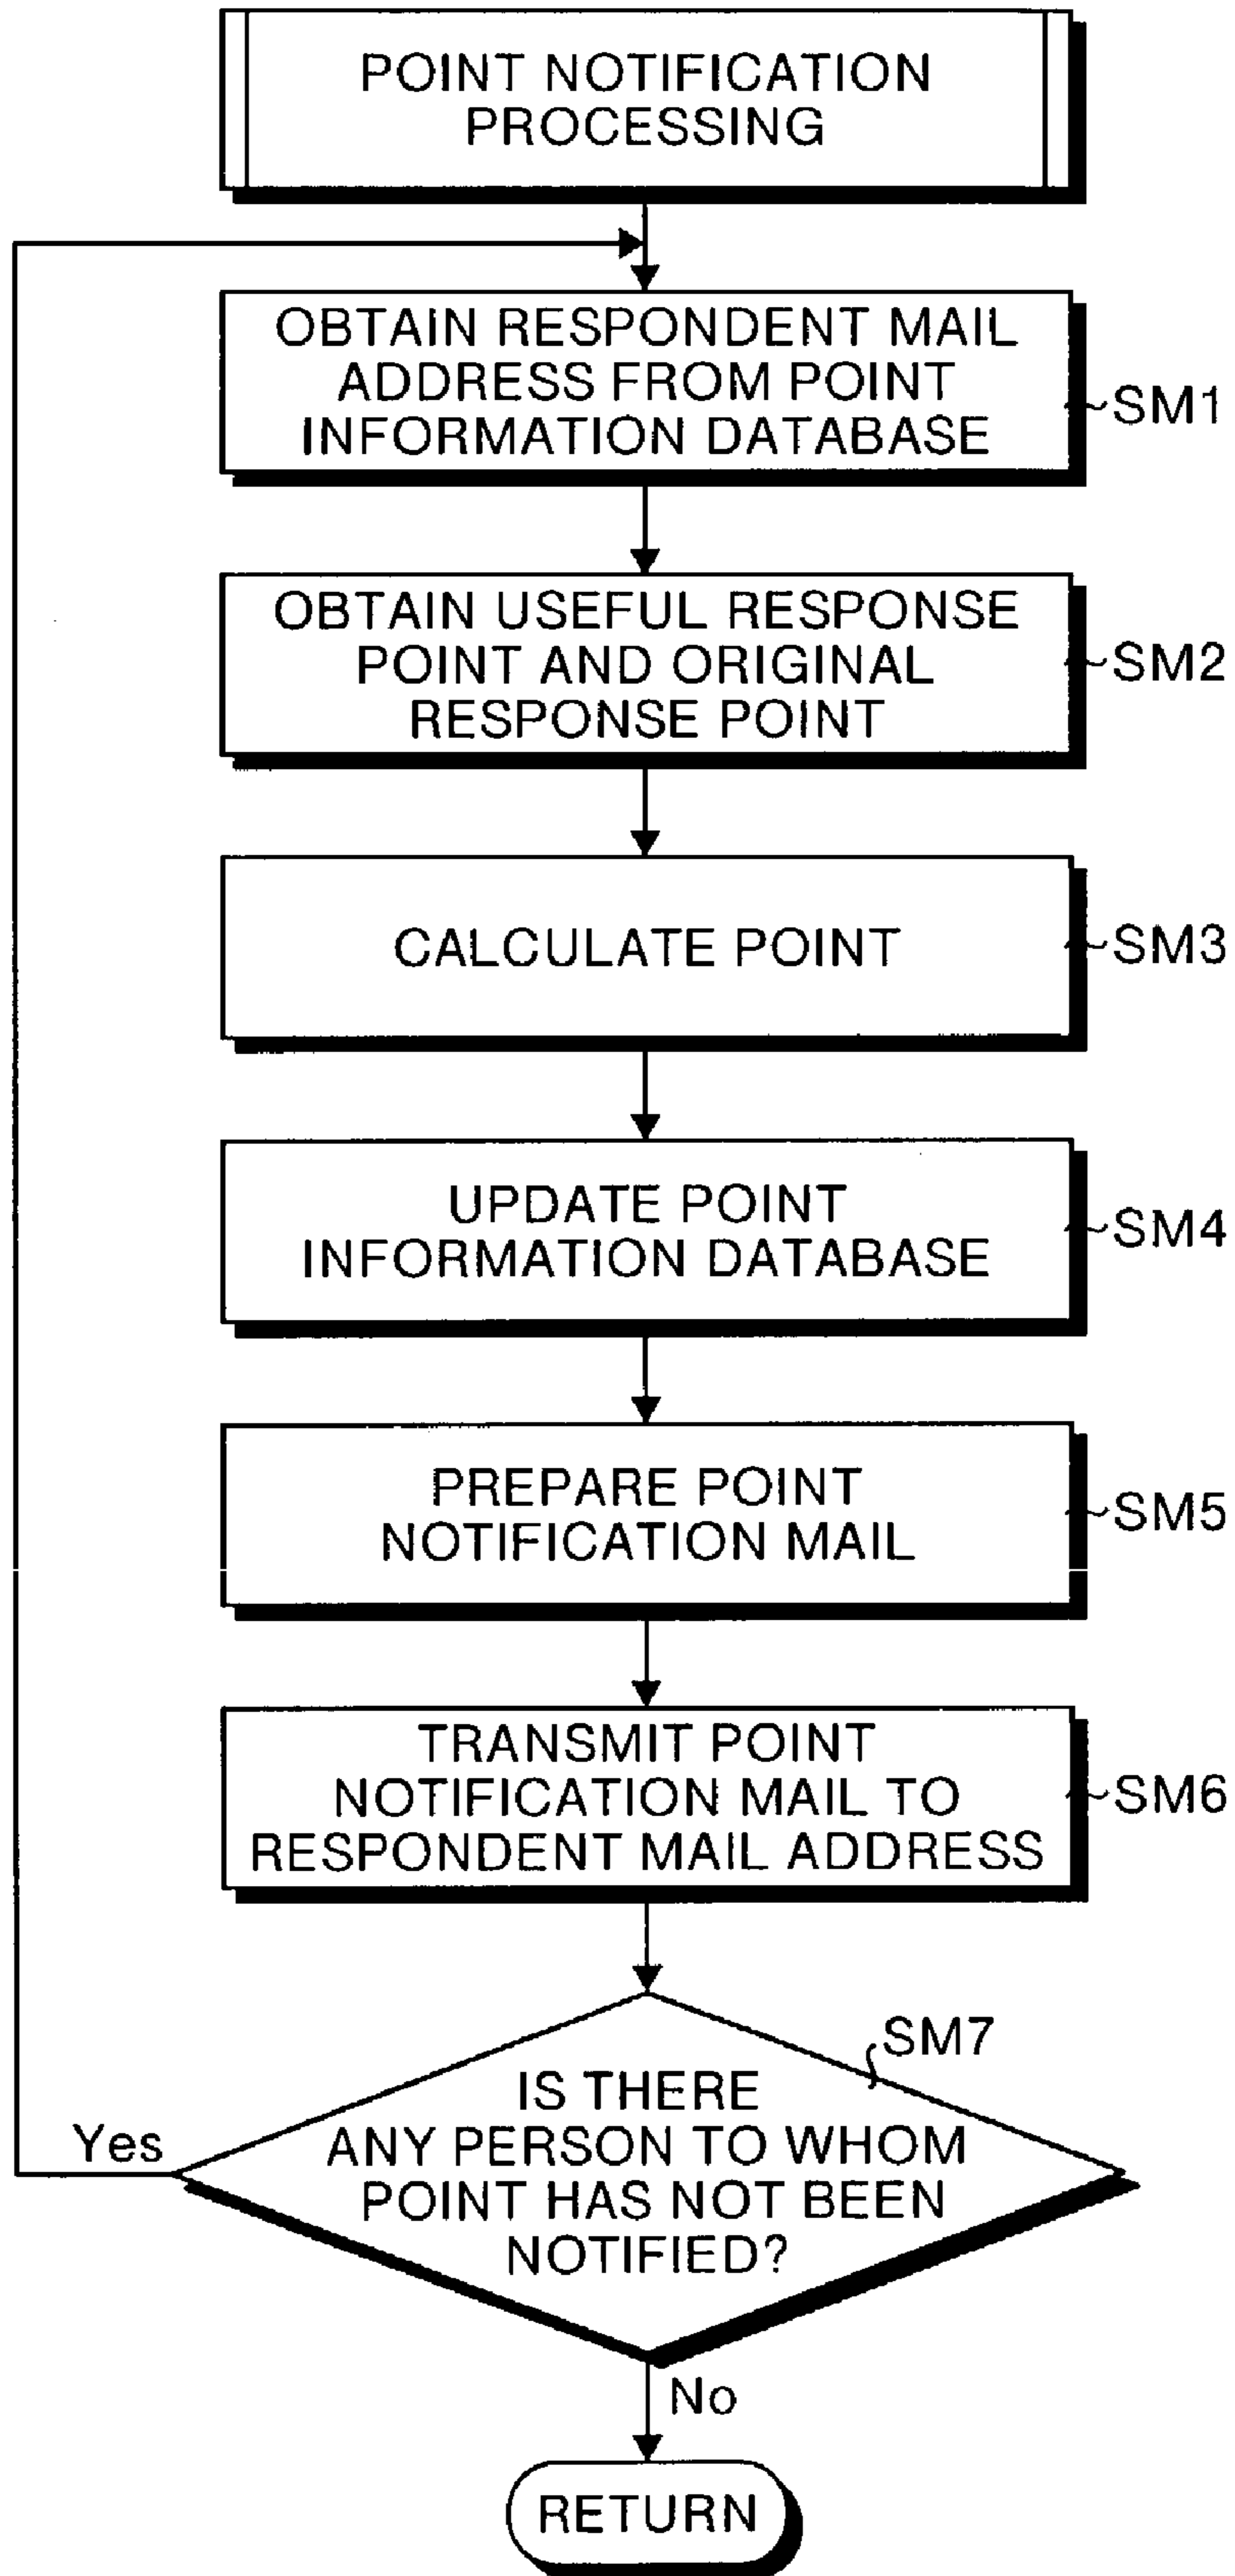 POINT NOTIFICATION
PROCESSING
OBTAIN RESPONDENT MAIL
ADDRESS FROM POINT
INFORMATION DATABASE
SM1
OBTAIN USEFUL RESPONSE
POINT AND ORIGINAL
RESPONSE POINT
SM2
CALCULATE POINT
SM3
UPDATE POINT
INFORMATION DATABASE
SM4
PREPARE POINT
NOTIFICATION MAIL
SM5
TRANSMIT POINT
NOTIFICATION MAIL TO
RESPONDENT MAIL ADDRESS
SM6
SM7
IS THERE
ANY PERSON TO WHOM
POINT HAS NOT BEEN
NOTIFIED?
Yes
No
RETURN